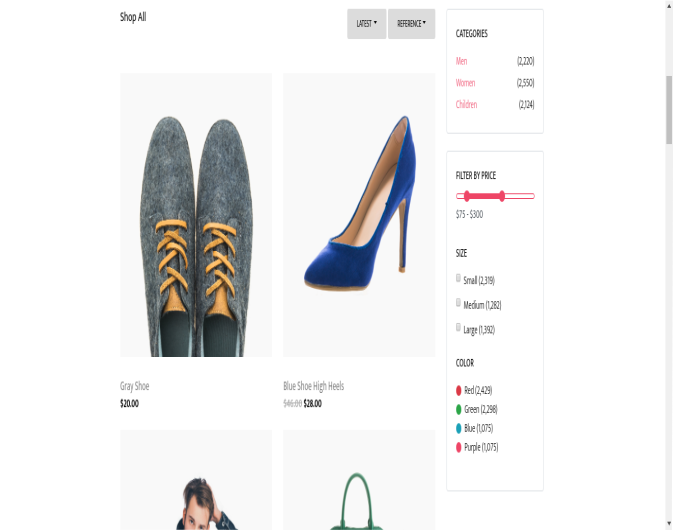 Shop All
LATEST
REFERENCE
Gray Shoe
$20.00
Blue Shoe High Heels
$46.00 $28.00
CATEGORIES
Men (2,220)
Women (2,550)
Children (2,124)
FILTER BY PRICE
$75 - $300
SIZE
Small (2,319)
Medium (1,282)
Large (1,392)
COLOR
Red (2,429)
Green (2,298)
Blue (1,075)
Purple (1,075)